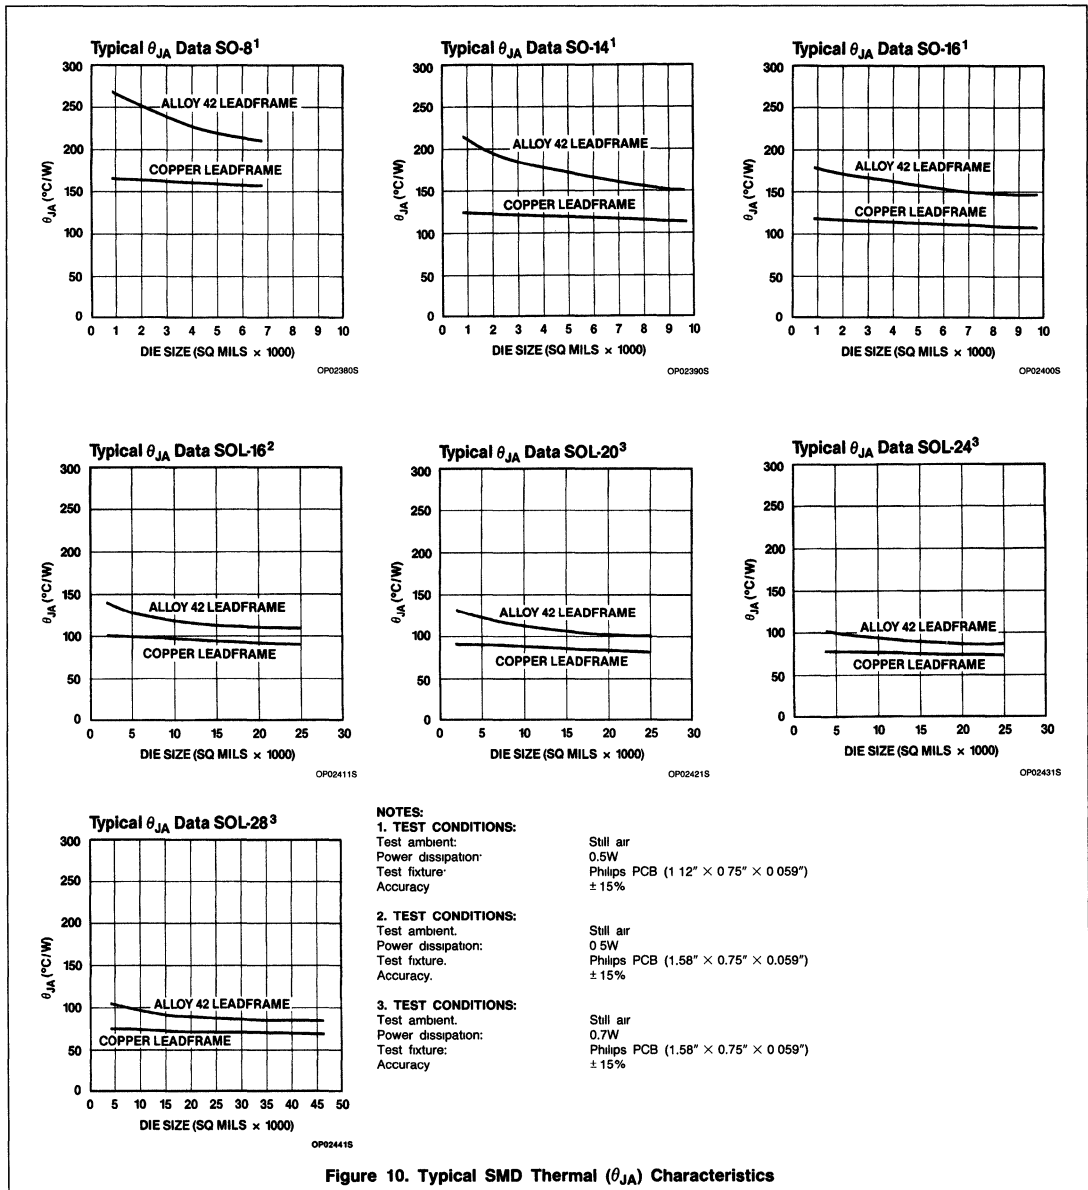 Typical θJA Data SO-8¹
300
250
200
150
100
50
0
θJA (°C/W)
ALLOY 42 LEADFRAME
COPPER LEADFRAME
0 1 2 3 4 5 6 7 8 9 10
DIE SIZE (SQ MILS × 1000)
OP02380S
Typical θJA Data SO-14¹
300
250
200
150
100
50
0
θJA (°C/W)
ALLOY 42 LEADFRAME
COPPER LEADFRAME
0 1 2 3 4 5 6 7 8 9 10
DIE SIZE (SQ MILS × 1000)
OP02390S
Typical θJA Data SO-16¹
300
250
200
150
100
50
0
θJA (°C/W)
ALLOY 42 LEADFRAME
COPPER LEADFRAME
0 1 2 3 4 5 6 7 8 9 10
DIE SIZE (SQ MILS × 1000)
OP02400S
Typical θJA Data SOL-16²
300
250
200
150
100
50
0
θJA (°C/W)
ALLOY 42 LEADFRAME
COPPER LEADFRAME
0 5 10 15 20 25 30
DIE SIZE (SQ MILS × 1000)
OP02411S
Typical θJA Data SOL-20³
300
250
200
150
100
50
0
θJA (°C/W)
ALLOY 42 LEADFRAME
COPPER LEADFRAME
0 5 10 15 20 25 30
DIE SIZE (SQ MILS × 1000)
OP02421S
Typical θJA Data SOL-24³
300
250
200
150
100
50
0
θJA (°C/W)
ALLOY 42 LEADFRAME
COPPER LEADFRAME
0 5 10 15 20 25 30
DIE SIZE (SQ MILS × 1000)
OP02431S
Typical θJA Data SOL-28³
300
250
200
150
100
50
0
θJA (°C/W)
ALLOY 42 LEADFRAME
COPPER LEADFRAME
0 5 10 15 20 25 30 35 40 45 50
DIE SIZE (SQ MILS × 1000)
OP02441S
NOTES:
1. TEST CONDITIONS:
Test ambient: Still air
Power dissipation· 0.5W
Test fixture· Philips PCB (1 12" × 0 75" × 0 059")
Accuracy ± 15%
2. TEST CONDITIONS:
Test ambient. Still air
Power dissipation: 0 5W
Test fixture. Philips PCB (1.58" × 0.75" × 0.059")
Accuracy. ± 15%
3. TEST CONDITIONS:
Test ambient. Still air
Power dissipation: 0.7W
Test fixture: Philips PCB (1.58" × 0.75" × 0 059")
Accuracy ± 15%
Figure 10. Typical SMD Thermal (θJA) Characteristics